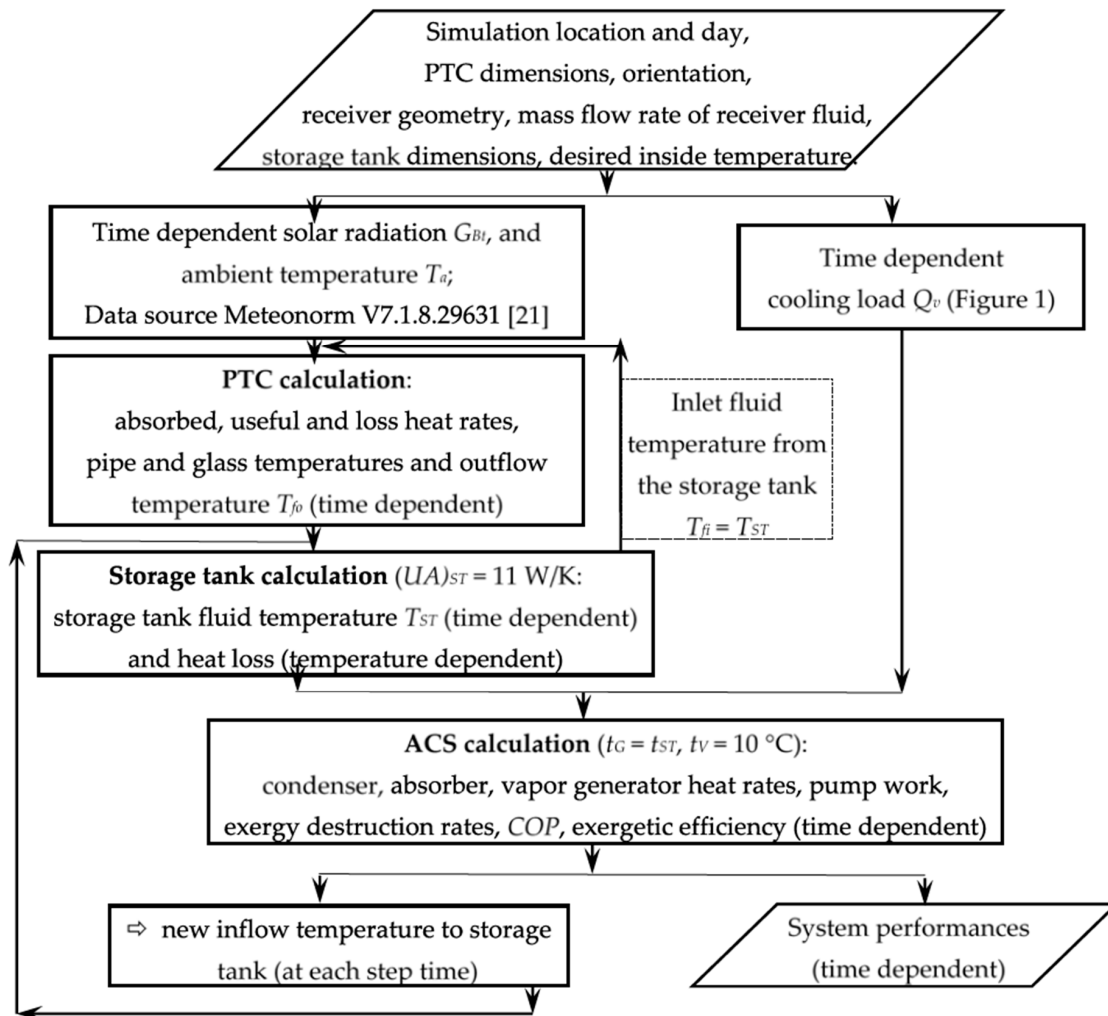 Simulation location and day,
PTC dimensions, orientation,
receiver geometry, mass flow rate of receiver fluid,
storage tank dimensions, desired inside temperature.
Time dependent solar radiation GBt, and
ambient temperature Ta;
Data source Meteonorm V7.1.8.29631 [21]
Time dependent
cooling load Qv (Figure 1)
PTC calculation:
absorbed, useful and loss heat rates,
pipe and glass temperatures and outflow
temperature Tfo (time dependent)
Inlet fluid
temperature from
the storage tank
Tfi = TST
Storage tank calculation (UA)ST = 11 W/K:
storage tank fluid temperature TST (time dependent)
and heat loss (temperature dependent)
ACS calculation (tG = tST, tV = 10 °C):
condenser, absorber, vapor generator heat rates, pump work,
exergy destruction rates, COP, exergetic efficiency (time dependent)
⇨ new inflow temperature to storage
tank (at each step time)
System performances
(time dependent)